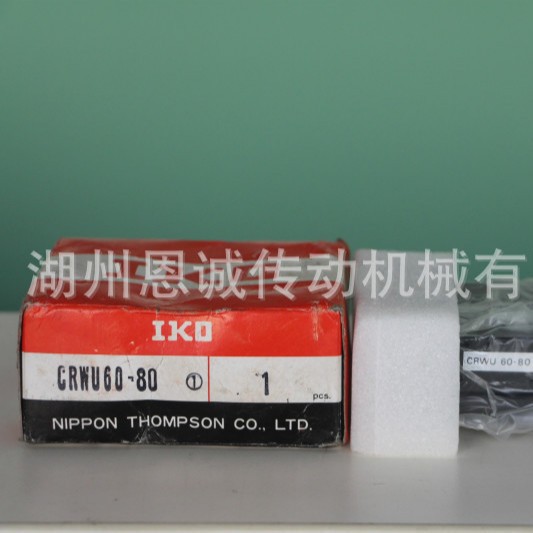 湖州恩诚传动机械有
IKO
CRWU60-80 ① 1 pcs.
NIPPON THOMPSON CO., LTD.
CRWU 60-80